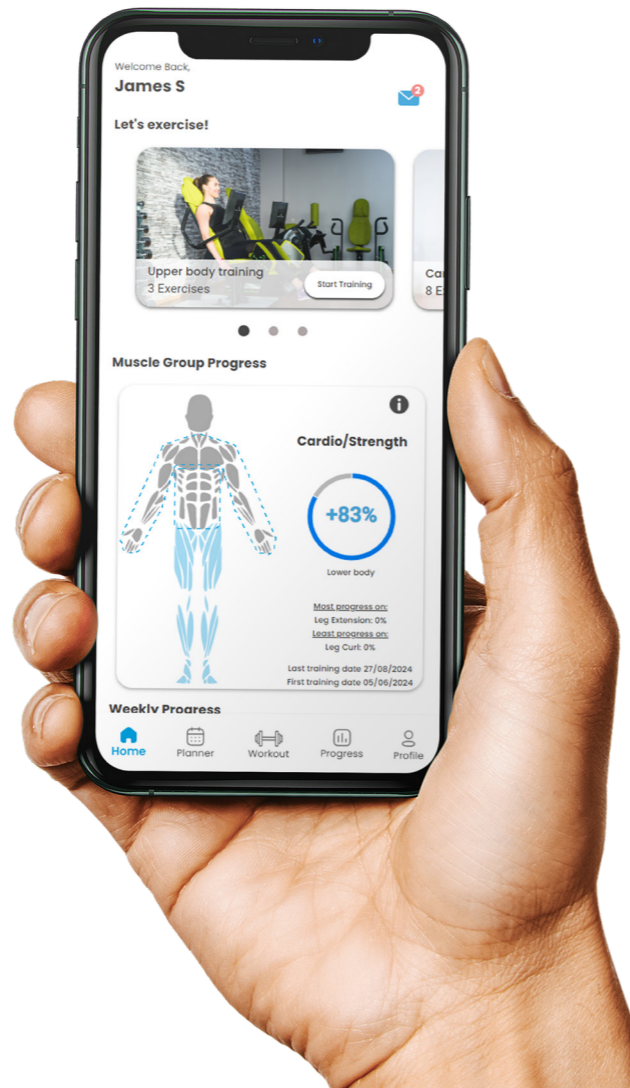 Welcome Back,
James S
2
Let's exercise!
Upper body training
3 Exercises
Start Training
Car
8 E
Muscle Group Progress
i
Cardio/Strength
+83%
Lower body
Most progress on:
Leg Extension: 0%
Least progress on:
Leg Curl: 0%
Last training date 27/08/2024
First training date 05/06/2024
Weekly Progress
Home
Planner
Workout
Progress
Profile